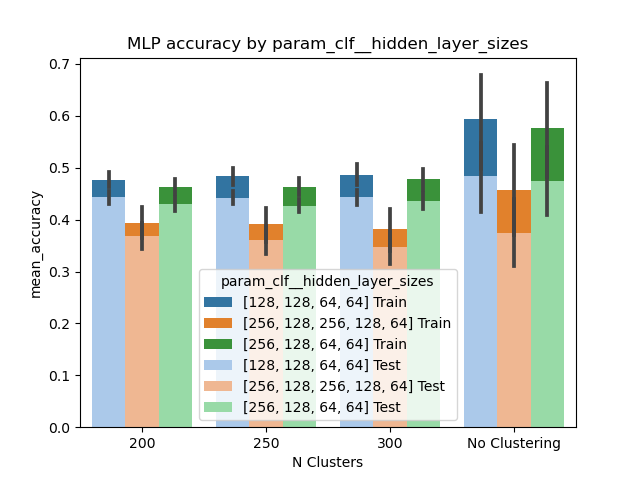 MLP accuracy by param_clf__hidden_layer_sizes
mean_accuracy
0.7
0.6
0.5
0.4
0.3
0.2
0.1
0.0
param_clf__hidden_layer_sizes
[128, 128, 64, 64] Train
[256, 128, 256, 128, 64] Train
[256, 128, 64, 64] Train
[128, 128, 64, 64] Test
[256, 128, 256, 128, 64] Test
[256, 128, 64, 64] Test
200 250 300 No Clustering
N Clusters